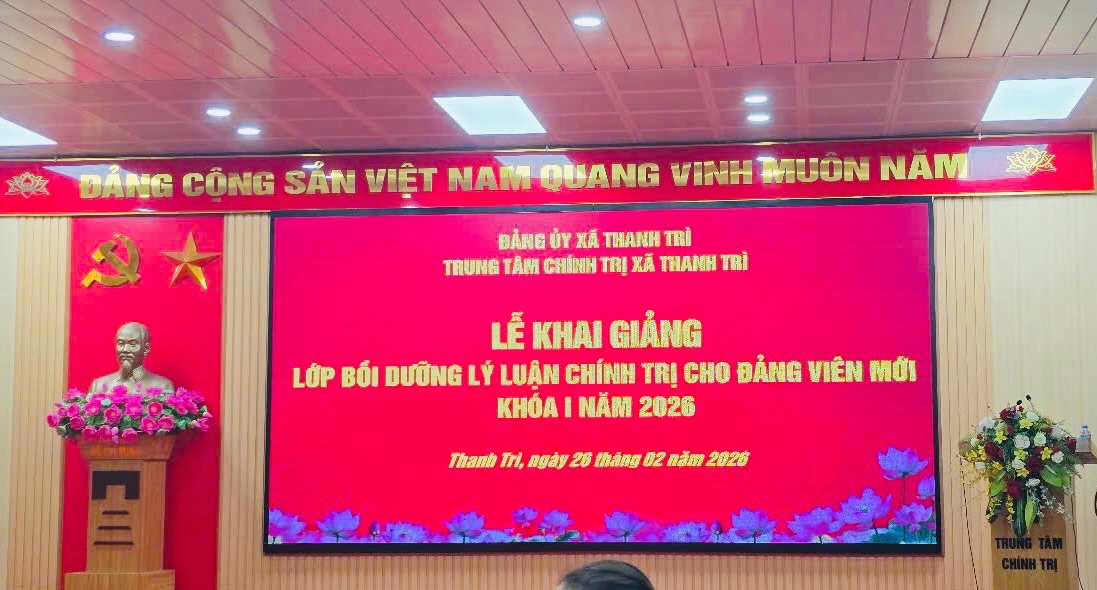 ĐẢNG CỘNG SẢN VIỆT NAM QUANG VINH MUÔN NĂM
ĐẢNG ỦY XÃ THANH TRÌ
TRUNG TÂM CHÍNH TRỊ XÃ THANH TRÌ
LỄ KHAI GIẢNG
LỚP BỒI DƯỠNG LÝ LUẬN CHÍNH TRỊ CHO ĐẢNG VIÊN MỚI
KHÓA I NĂM 2026
Thanh Trì, ngày 26 tháng 02 năm 2026
TRUNG TÂM
CHÍNH TRỊ